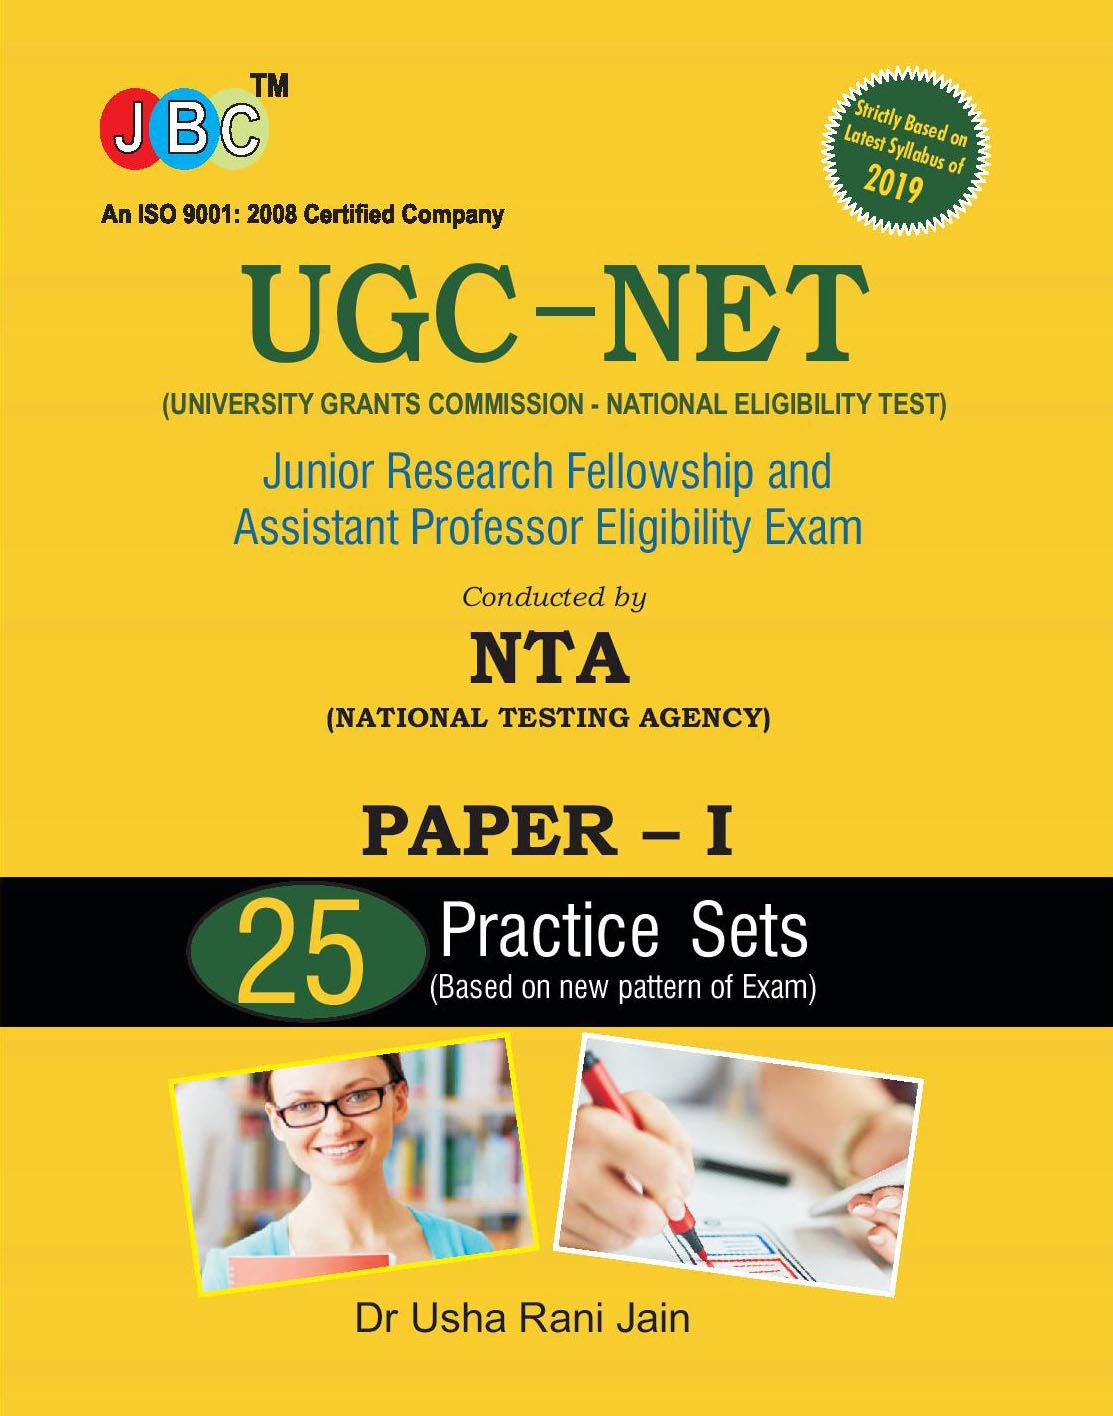 JBC TM
An ISO 9001: 2008 Certified Company
Strictly Based on
Latest Syllabus of
2019
UGC–NET
(UNIVERSITY GRANTS COMMISSION - NATIONAL ELIGIBILITY TEST)
Junior Research Fellowship and
Assistant Professor Eligibility Exam
Conducted by
NTA
(NATIONAL TESTING AGENCY)
PAPER – I
25 Practice Sets
(Based on new pattern of Exam)
Dr Usha Rani Jain